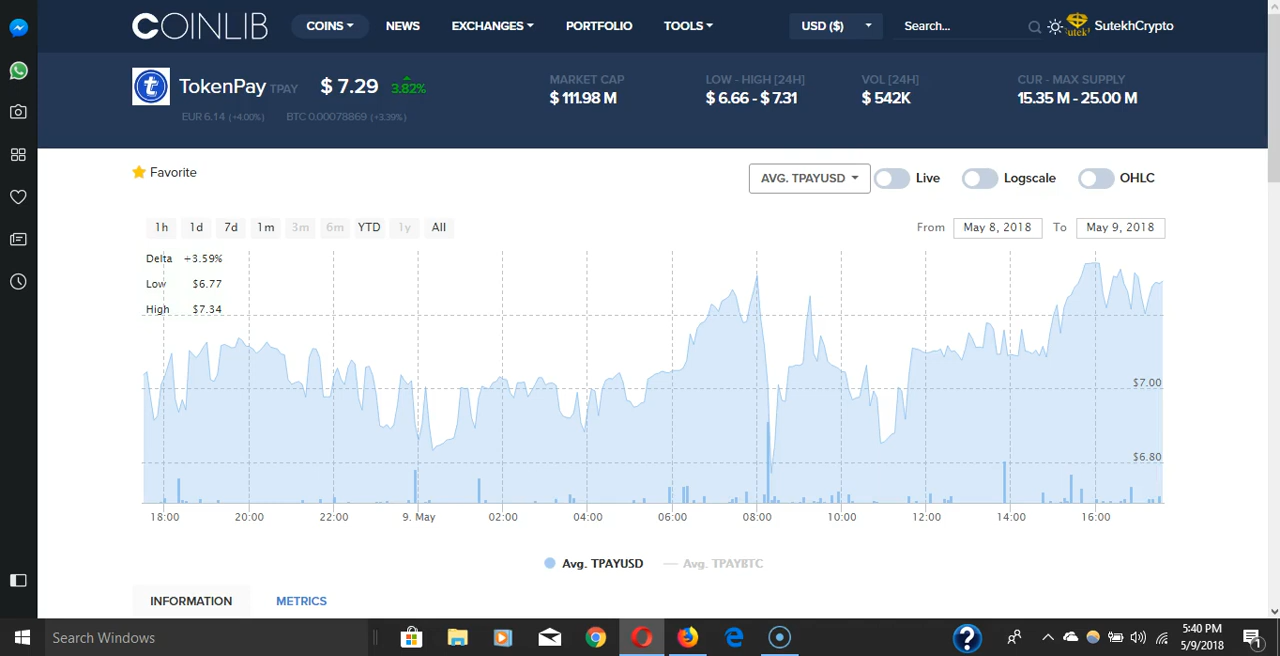 COINLIB COINS NEWS EXCHANGES PORTFOLIO TOOLS USD ($) Search... SutekhCrypto
TokenPay TPAY $ 7.29 3.82%
EUR 6.14 (+4.00%) BTC 0.00078869 (+3.39%)
MARKET CAP LOW - HIGH [24H] VOL [24H] CUR - MAX SUPPLY
$ 111.98 M $ 6.66 - $ 7.31 $ 542K 15.35 M - 25.00 M
Favorite AVG. TPAYUSD Live Logscale OHLC
1h 1d 7d 1m 3m 6m YTD 1y All From May 8, 2018 To May 9, 2018
Delta +3.59%
Low $6.77
High $7.34
$7.00
$6.80
18:00 20:00 22:00 9. May 02:00 04:00 06:00 08:00 10:00 12:00 14:00 16:00
Avg. TPAYUSD Avg. TPAYBTC
INFORMATION METRICS
Search Windows
5:40 PM
5/9/2018
1